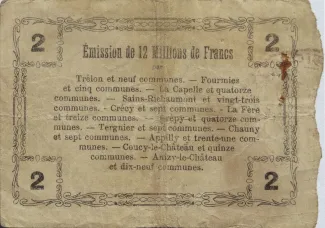 2 2
Émission de 12 Millions de Francs
par
Trélon et neuf communes. — Fourmies
et cinq communes. — La Capelle et quatorze
communes. — Sains-Richaumont et vingt-trois
communes. — Crécy et sept communes. — La Fère
et treize communes. — Crépy et quatorze com-
munes. — Tergnier et sept communes. — Chauny
et sept communes. — Appilly et trente-une com-
munes. — Coucy-le-Château et quinze
communes. — Anizy-le-Château
et dix-neuf communes.
2 2